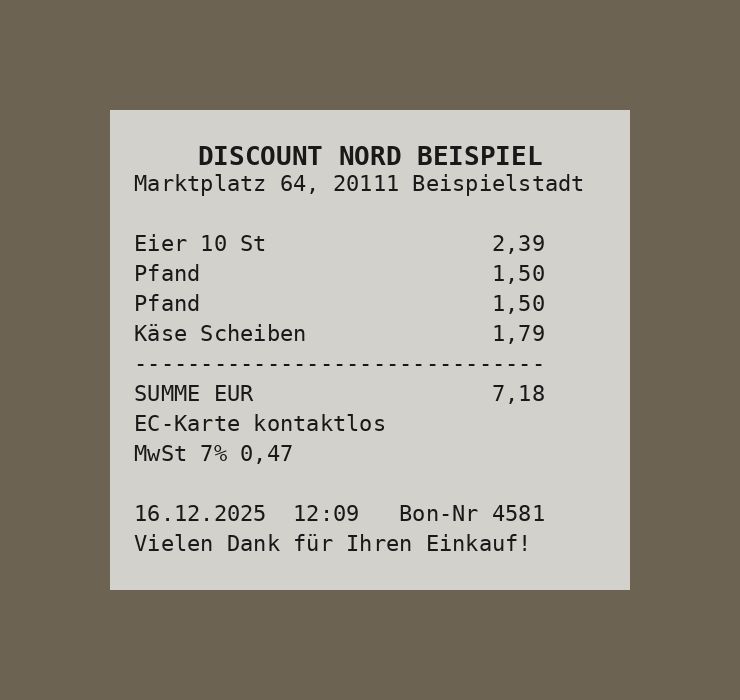 DISCOUNT NORD BEISPIEL
Marktplatz 64, 20111 Beispielstadt
Eier 10 St 2,39
Pfand 1,50
Pfand 1,50
Käse Scheiben 1,79
--------------------------------
SUMME EUR 7,18
EC-Karte kontaktlos
MwSt 7% 0,47
16.12.2025 12:09 Bon-Nr 4581
Vielen Dank für Ihren Einkauf!